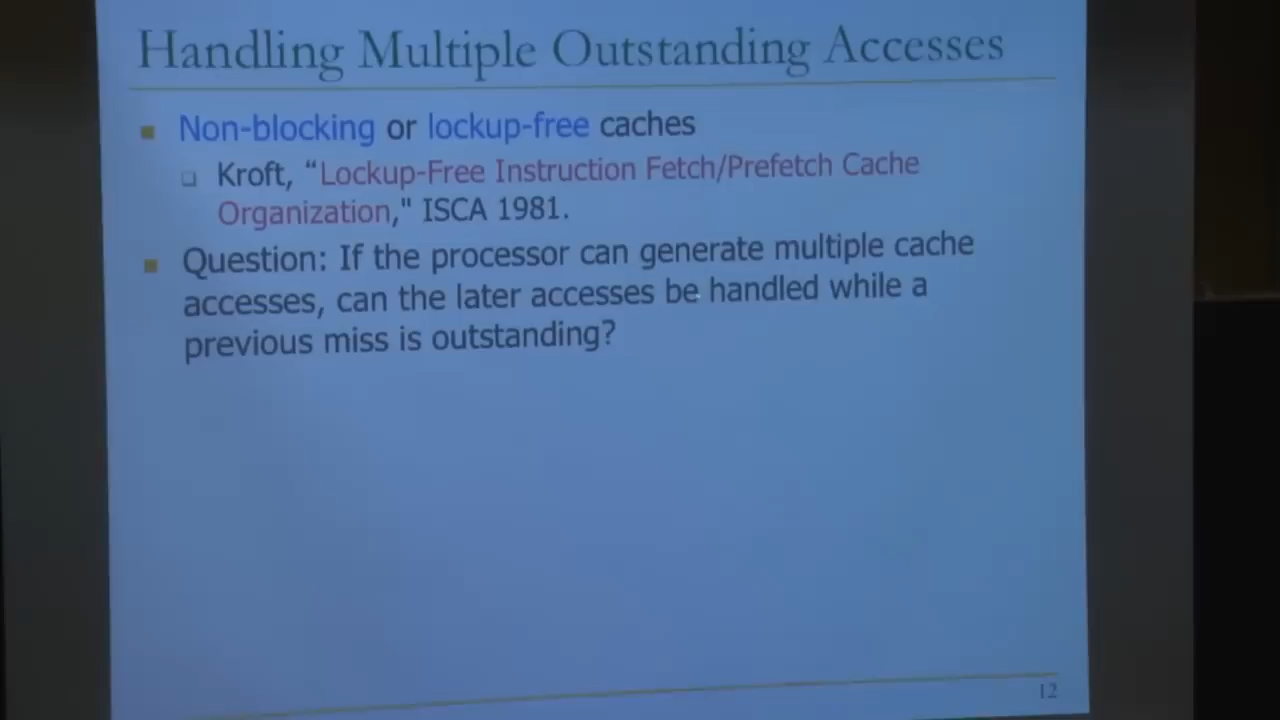 Handling Multiple Outstanding Accesses
Non-blocking or lockup-free caches
Kroft, “Lockup-Free Instruction Fetch/Prefetch Cache
Organization," ISCA 1981.
Question: If the processor can generate multiple cache
accesses, can the later accesses be handled while a
previous miss is outstanding?
12